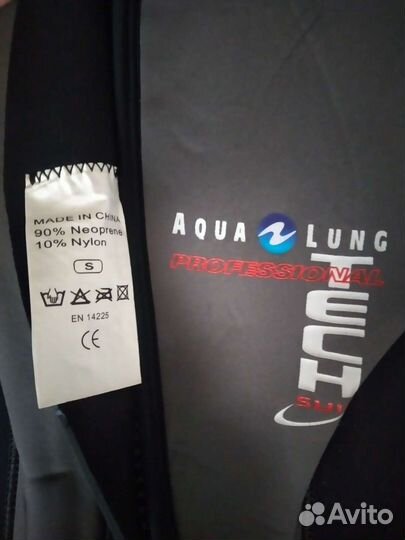 MADE IN CHINA
90% Neoprene
10% Nylon
S
EN 14225
CE
AQUA LUNG
PROFESSIONAL
TECH
SUIT
Avito